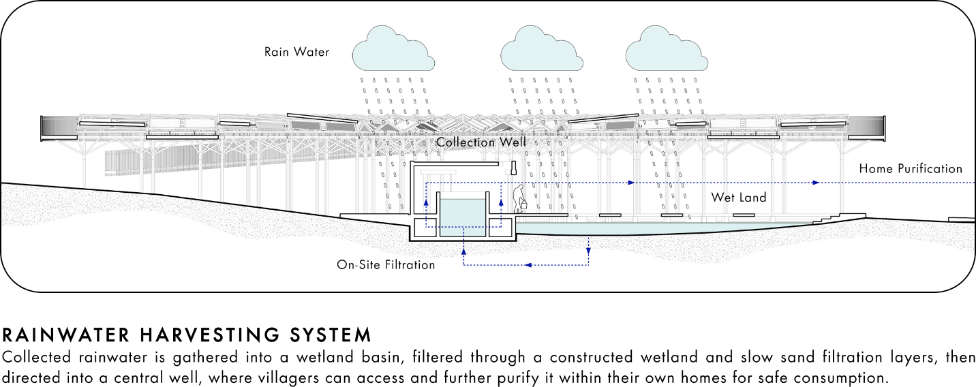 Rain Water
Collection Well
Home Purification
Wet Land
On-Site Filtration
RAINWATER HARVESTING SYSTEM
Collected rainwater is gathered into a wetland basin, filtered through a constructed wetland and slow sand filtration layers, then
directed into a central well, where villagers can access and further purify it within their own homes for safe consumption.